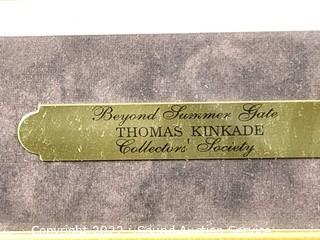 Beyond Summer Gate
THOMAS KINKADE
Collectors' Society
Copyright 2022 : Sound Auction Service